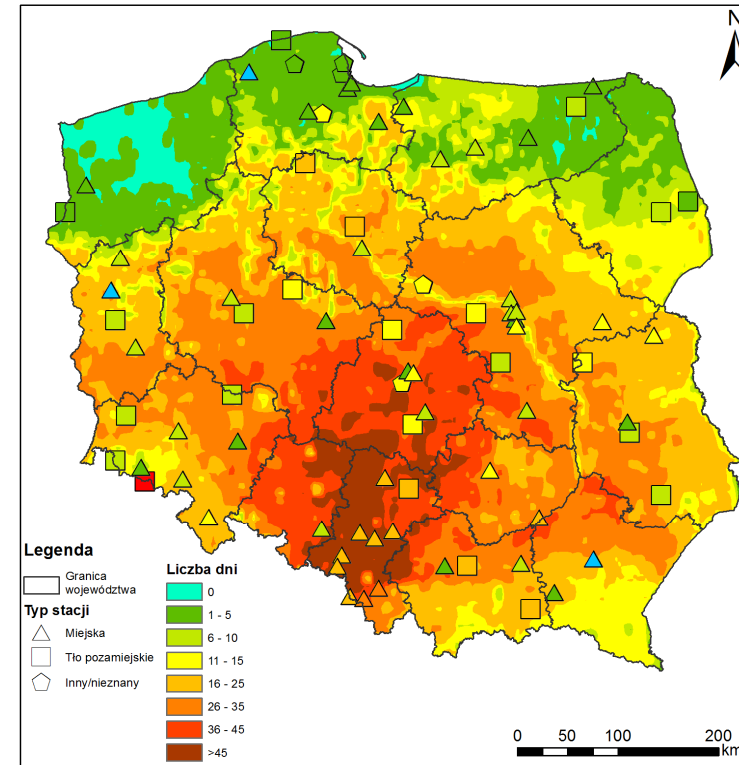 N
Legenda
Granica
województwa
Typ stacji
Miejska
Tło pozamiejskie
Inny/nieznany
Liczba dni
0
1 - 5
6 - 10
11 - 15
16 - 25
26 - 35
36 - 45
>45
0 50 100 200
km